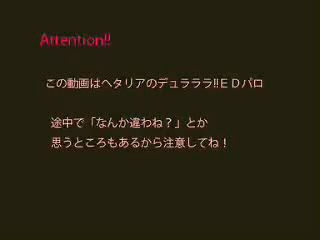 Attention!!
この動画はヘタリアのデュラララ!!ＥＤパロ
途中で「なんか違わね？」とか
思うところもあるから注意してね！